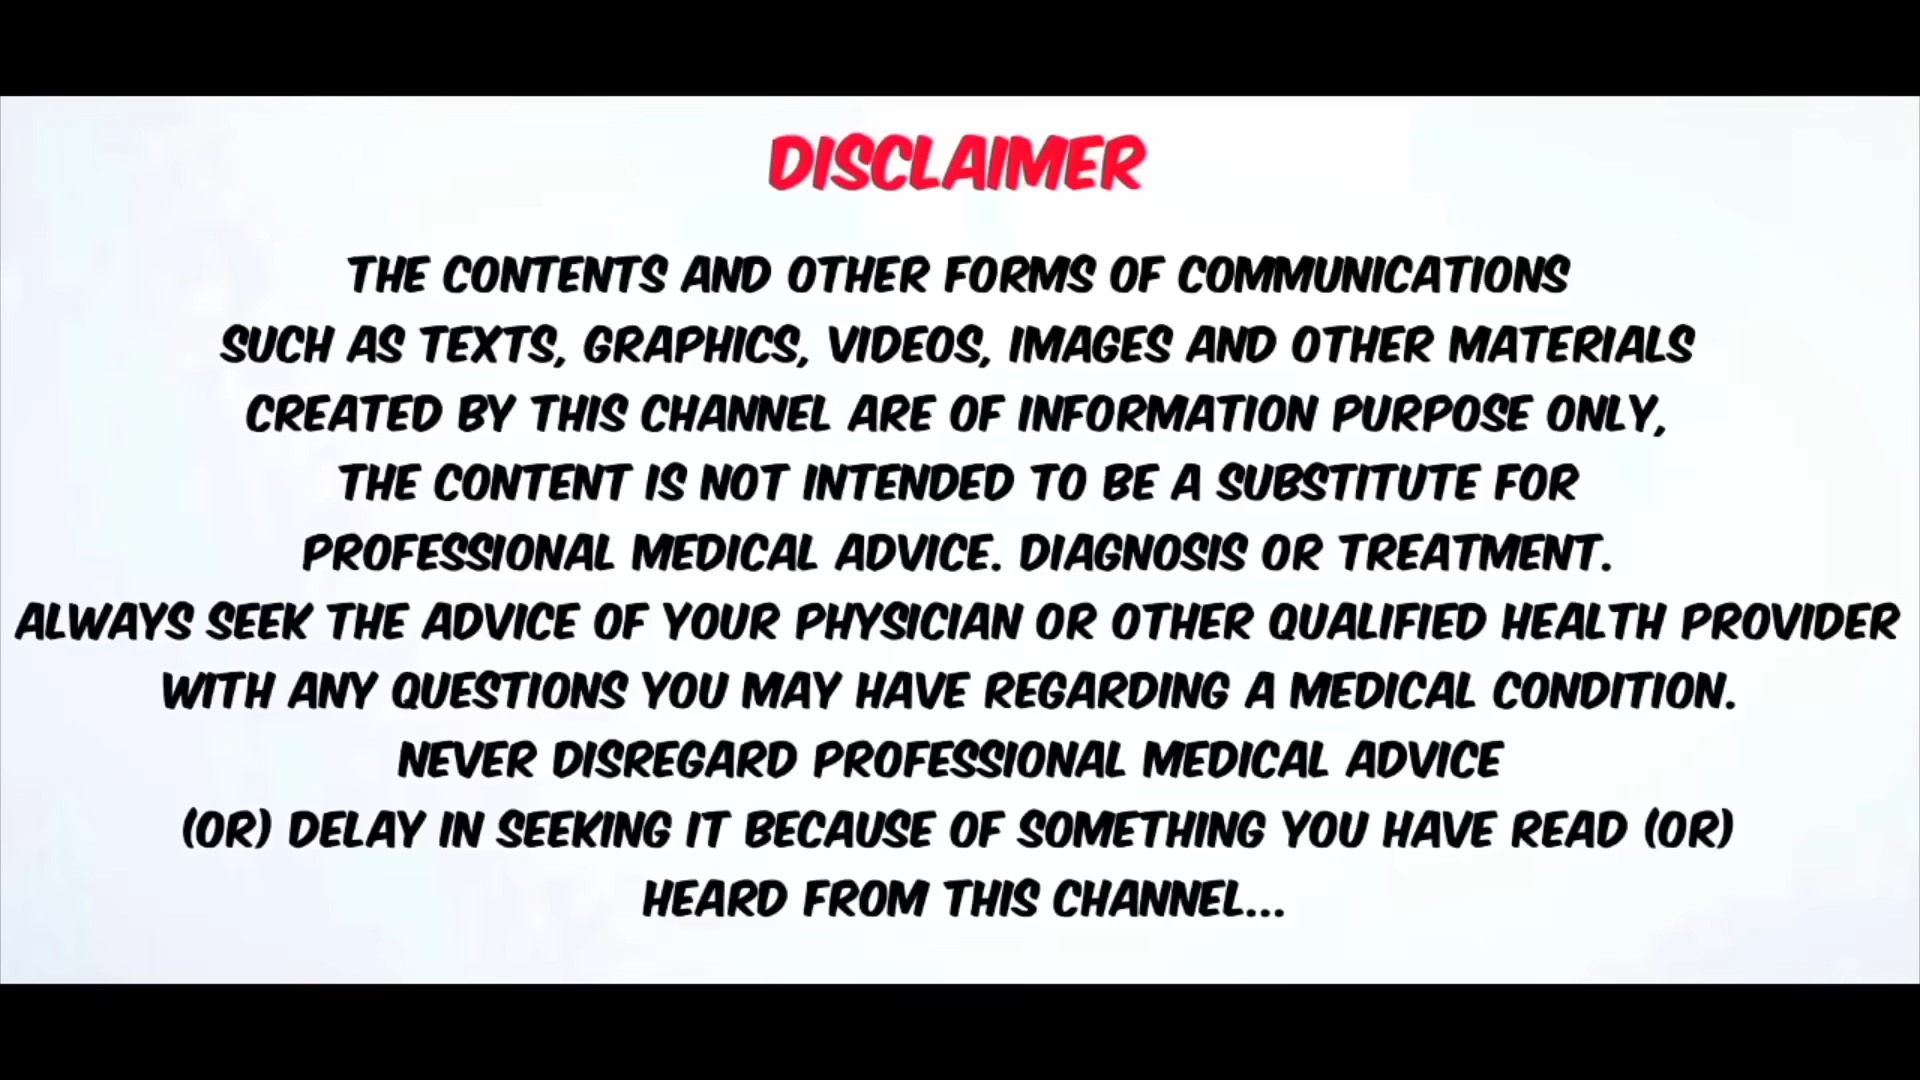 DISCLAIMER
THE CONTENTS AND OTHER FORMS OF COMMUNICATIONS
SUCH AS TEXTS, GRAPHICS, VIDEOS, IMAGES AND OTHER MATERIALS
CREATED BY THIS CHANNEL ARE OF INFORMATION PURPOSE ONLY,
THE CONTENT IS NOT INTENDED TO BE A SUBSTITUTE FOR
PROFESSIONAL MEDICAL ADVICE. DIAGNOSIS OR TREATMENT.
ALWAYS SEEK THE ADVICE OF YOUR PHYSICIAN OR OTHER QUALIFIED HEALTH PROVIDER
WITH ANY QUESTIONS YOU MAY HAVE REGARDING A MEDICAL CONDITION.
NEVER DISREGARD PROFESSIONAL MEDICAL ADVICE
(OR) DELAY IN SEEKING IT BECAUSE OF SOMETHING YOU HAVE READ (OR)
HEARD FROM THIS CHANNEL...